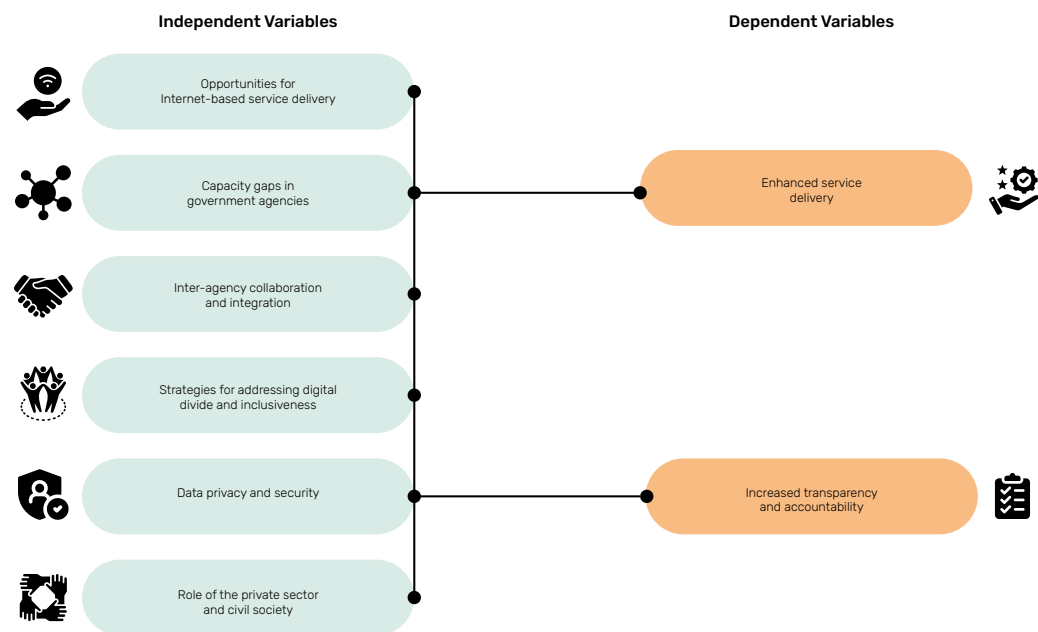 Independent Variables
Dependent Variables
Opportunities for
Internet-based service delivery
Capacity gaps in
government agencies
Enhanced service
delivery
Inter-agency collaboration
and integration
Strategies for addressing digital
divide and inclusiveness
Data privacy and security
Increased transparency
and accountability
Role of the private sector
and civil society